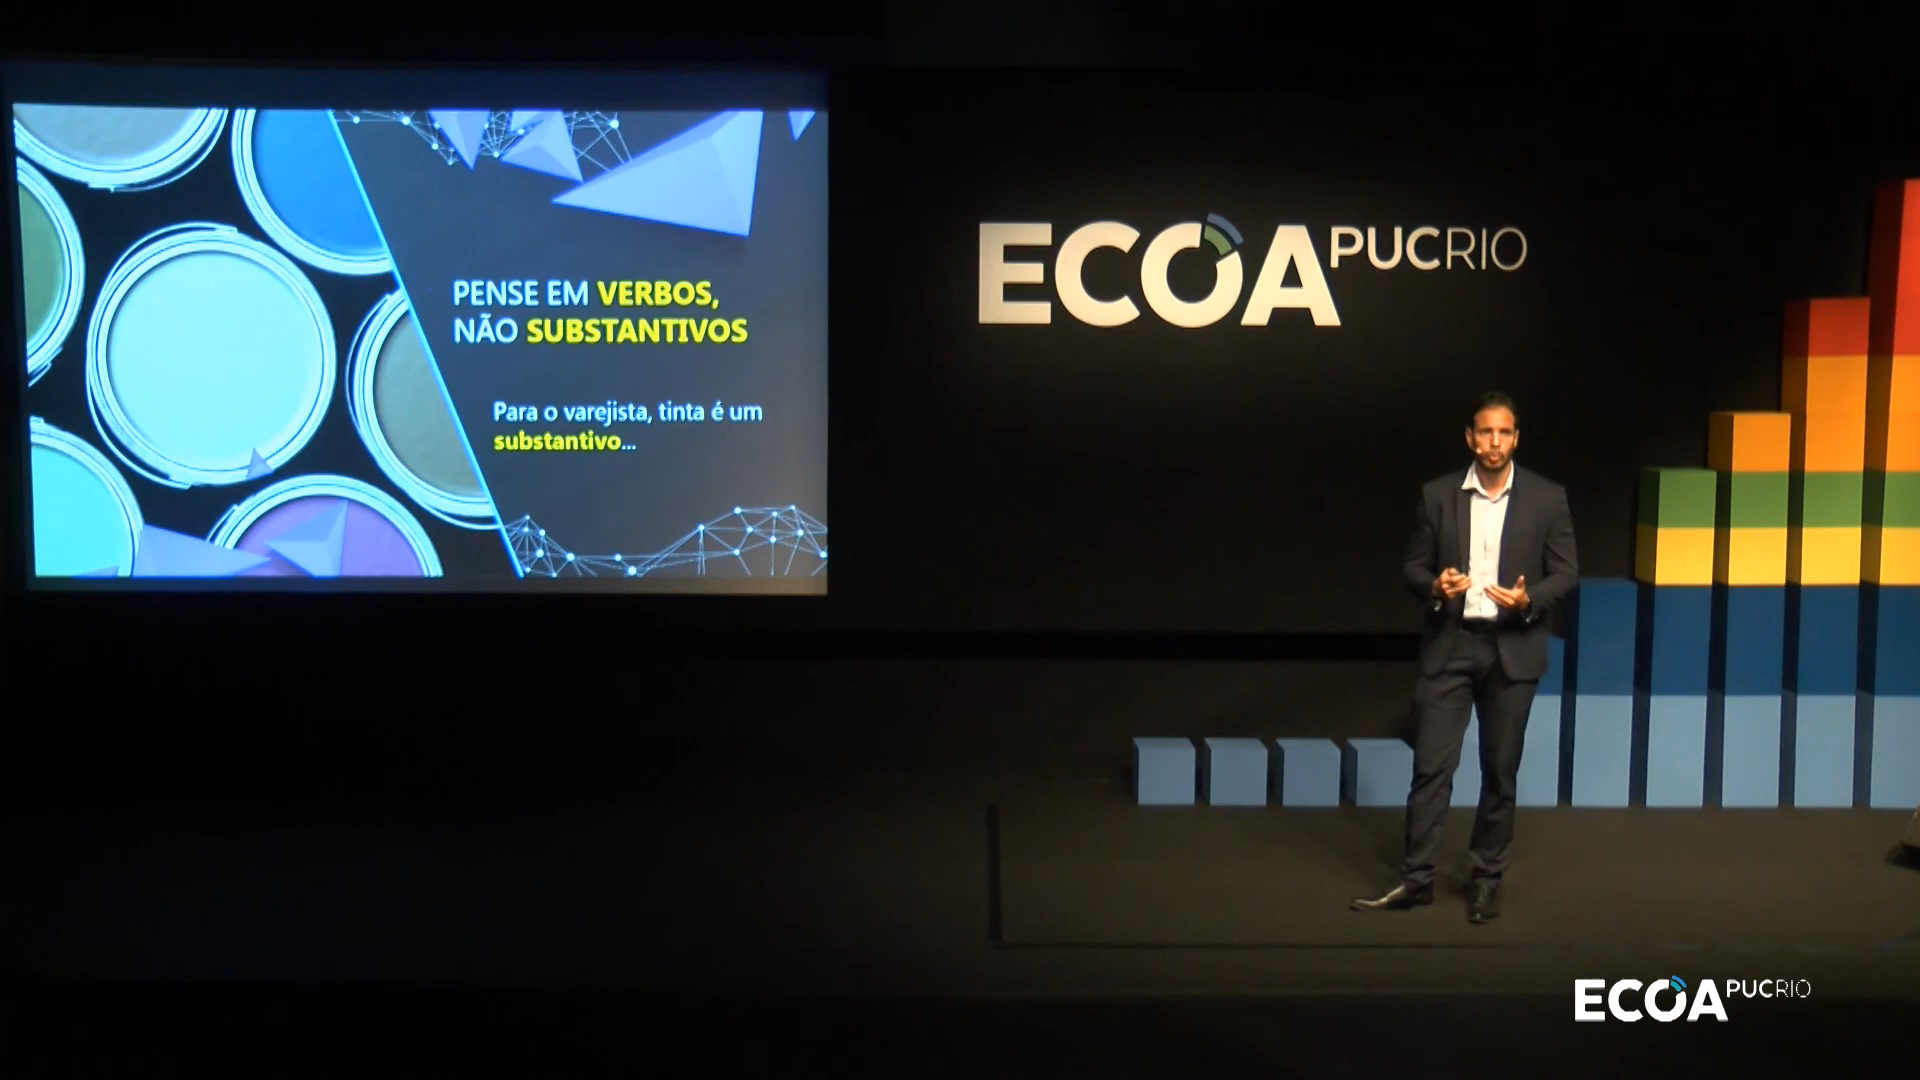 PENSE EM VERBOS,
NÃO SUBSTANTIVOS
Para o varejista, tinta é um
substantivo...
ECOA PUCRIO
ECOA PUCRIO